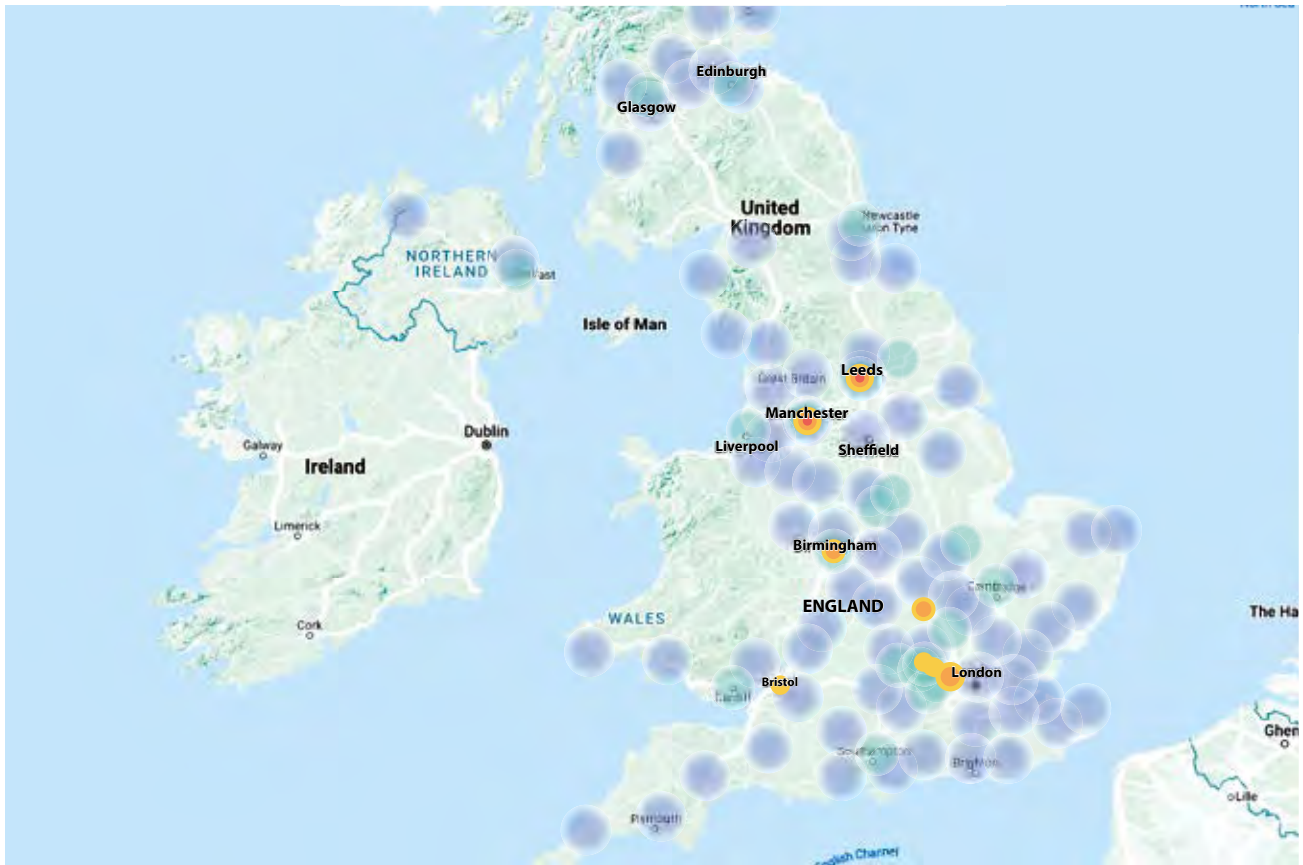 Edinburgh
Glasgow
United
Kingdom
Newcastle
upon Tyne
NORTHERN
IRELAND
Isle of Man
Leeds
Great Britain
Manchester
Dublin
Liverpool
Sheffield
Galway
Ireland
Limerick
Birmingham
Cambridge
ENGLAND
The Ha
WALES
Cork
London
Bristol
Cardiff
Ghen
Southampton
Brighton
Lille
Plymouth
English Channel